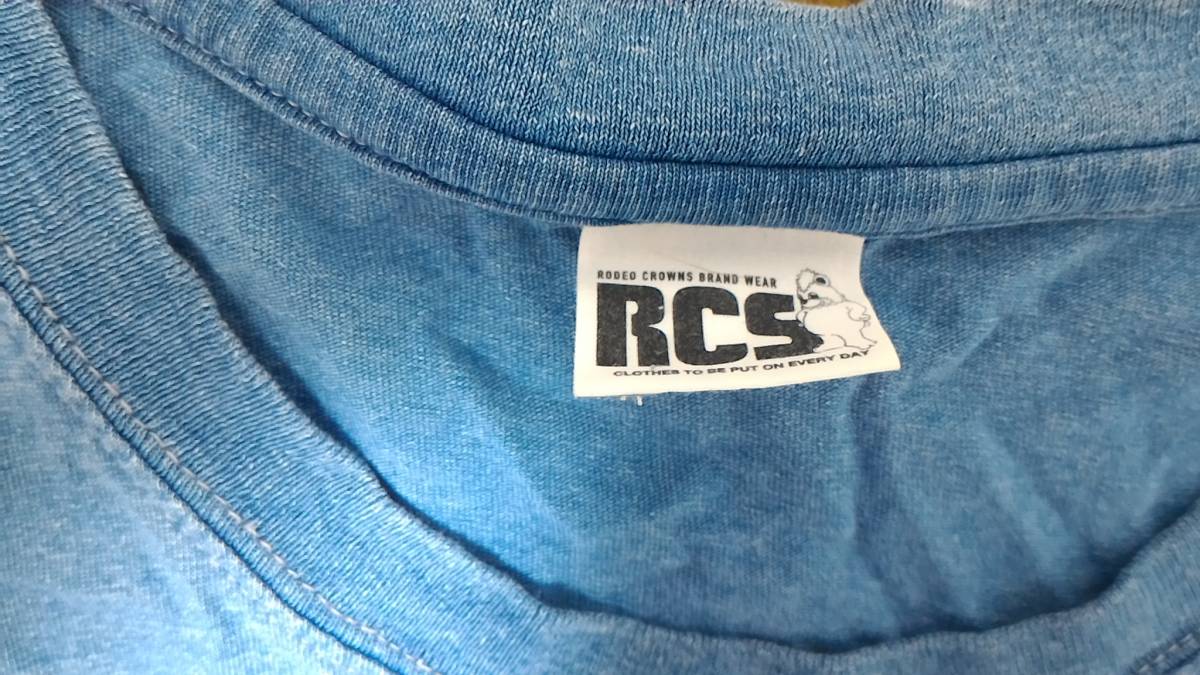 RODEO CROWNS BRAND WEAR
RCS
CLOTHES TO BE PUT ON EVERY DAY